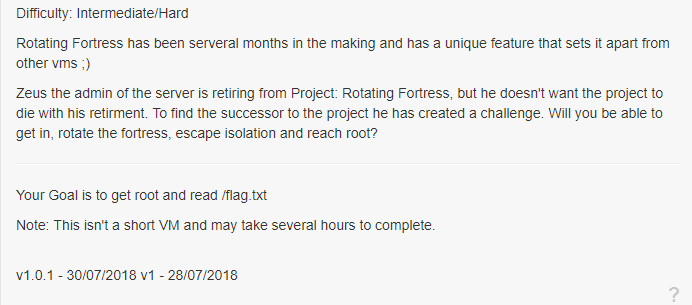 Difficulty: Intermediate/Hard
Rotating Fortress has been serveral months in the making and has a unique feature that sets it apart from
other vms ;)
Zeus the admin of the server is retiring from Project: Rotating Fortress, but he doesn't want the project to
die with his retirment. To find the successor to the project he has created a challenge. Will you be able to
get in, rotate the fortress, escape isolation and reach root?
Your Goal is to get root and read /flag.txt
Note: This isn't a short VM and may take several hours to complete.
v1.0.1 - 30/07/2018 v1 - 28/07/2018
?